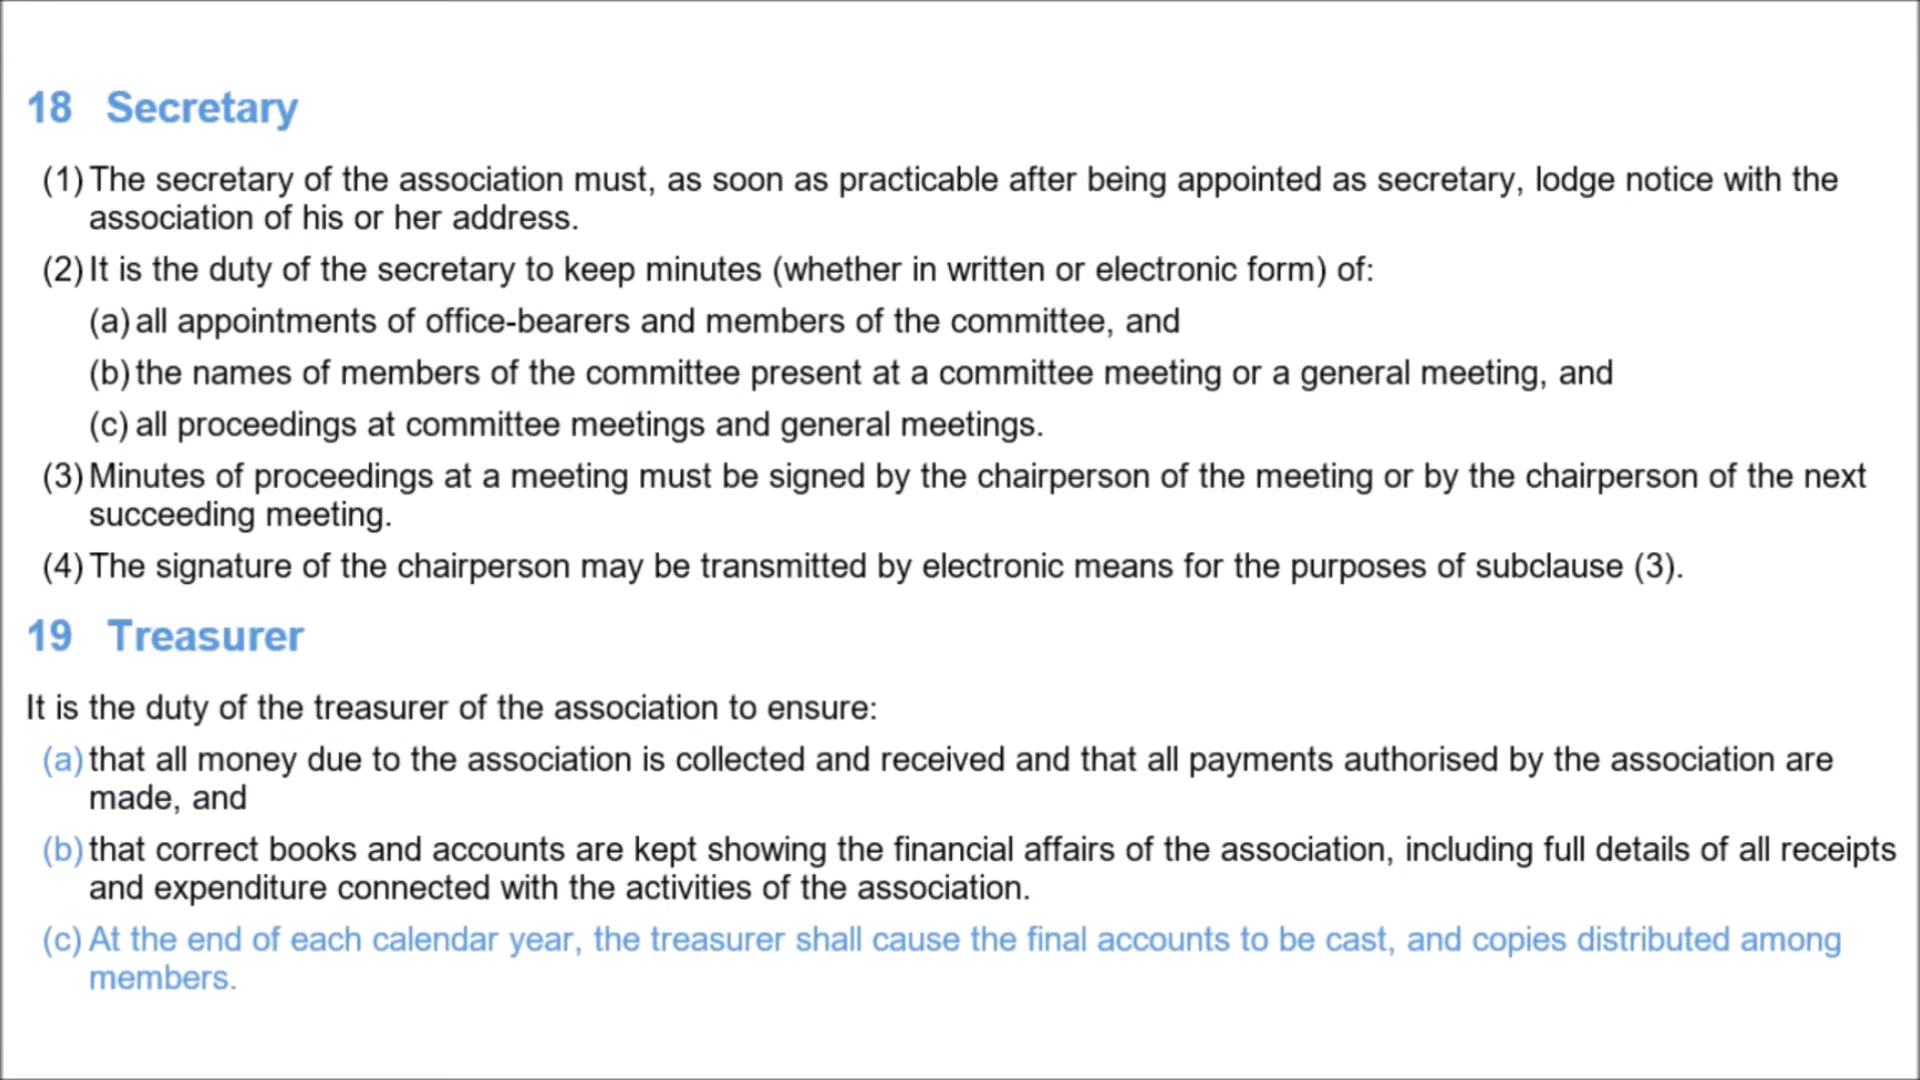 18 Secretary
(1) The secretary of the association must, as soon as practicable after being appointed as secretary, lodge notice with the
association of his or her address.
(2) It is the duty of the secretary to keep minutes (whether in written or electronic form) of:
(a) all appointments of office-bearers and members of the committee, and
(b) the names of members of the committee present at a committee meeting or a general meeting, and
(c) all proceedings at committee meetings and general meetings.
(3) Minutes of proceedings at a meeting must be signed by the chairperson of the meeting or by the chairperson of the next
succeeding meeting.
(4) The signature of the chairperson may be transmitted by electronic means for the purposes of subclause (3).
19 Treasurer
It is the duty of the treasurer of the association to ensure:
(a) that all money due to the association is collected and received and that all payments authorised by the association are
made, and
(b) that correct books and accounts are kept showing the financial affairs of the association, including full details of all receipts
and expenditure connected with the activities of the association.
(c) At the end of each calendar year, the treasurer shall cause the final accounts to be cast, and copies distributed among
members.